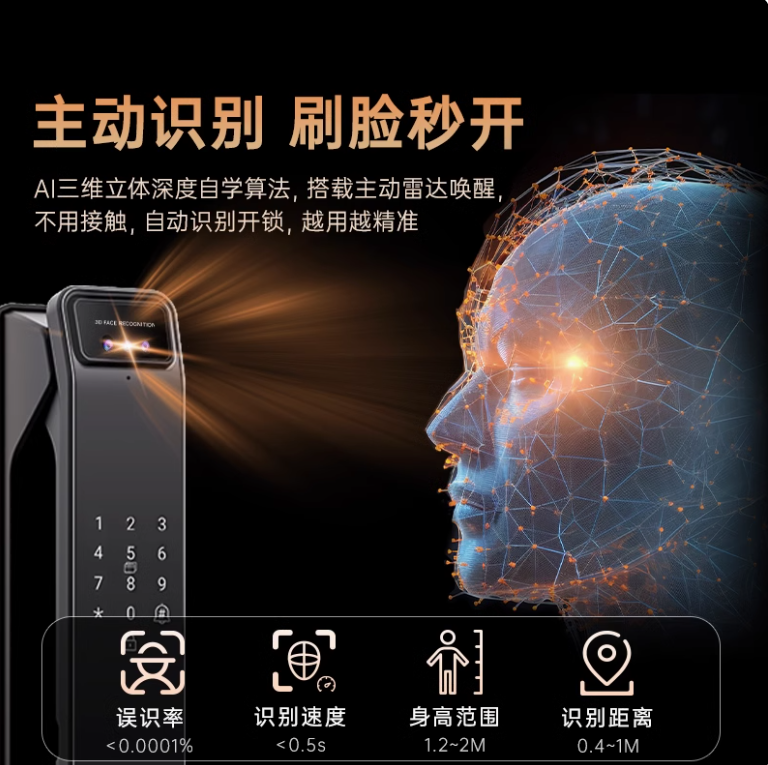 主动识别 刷脸秒开
AI三维立体深度自学算法, 搭载主动雷达唤醒,
不用接触, 自动识别开锁, 越用越精准
3D FACE RECOGNITION
1 2 3
4 5 6
7 8 9
* 0 #
误识率 识别速度 身高范围 识别距离
<0.0001% <0.5s 1.2~2M 0.4~1M